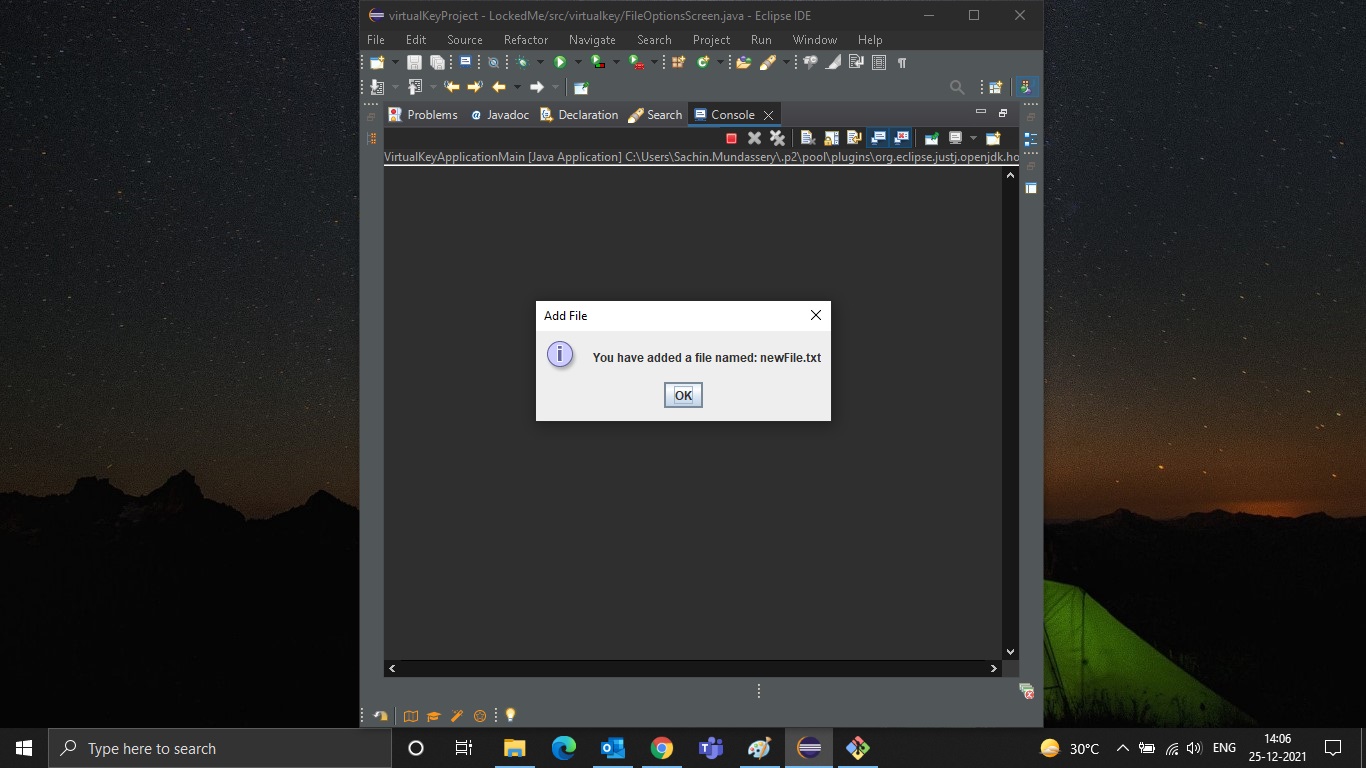 virtualKeyProject - LockedMe/src/virtualkey/FileOptionsScreen.java - Eclipse IDE
File Edit Source Refactor Navigate Search Project Run Window Help
Problems @ Javadoc Declaration Search Console
VirtualKeyApplicationMain [Java Application] C:\Users\Sachin.Mundassery\.p2\pool\plugins\org.eclipse.justj.openjdk.ho
Add File
You have added a file named: newFile.txt
OK
Type here to search
30°C
ENG
14:06
25-12-2021